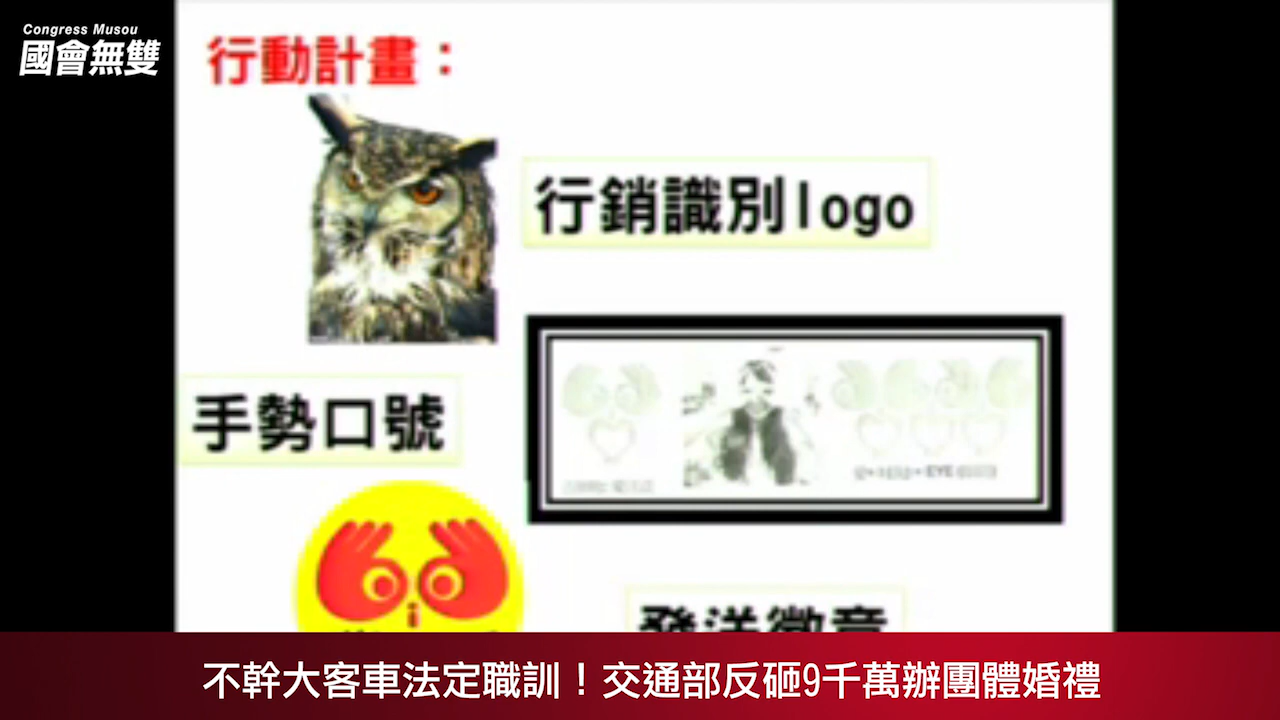 Congress Musou
國會無雙
行動計畫：
行銷識別logo
手勢口號
發送徽章
不幹大客車法定職訓！交通部反砸9千萬辦團體婚禮